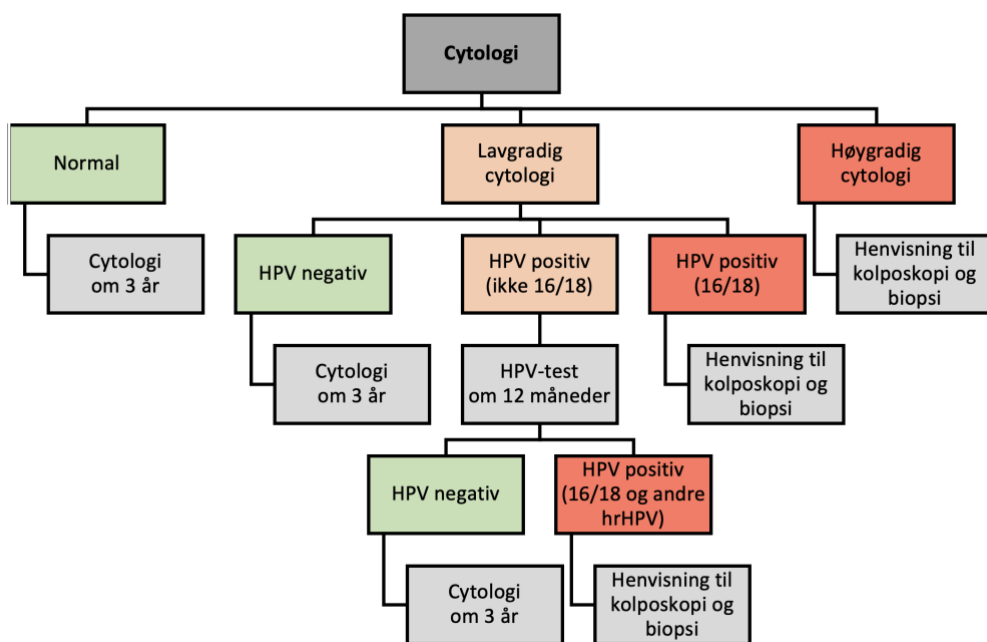 Cytologi
Normal
Lavgradig
cytologi
Høygradig
cytologi
Cytologi
om 3 år
HPV negativ
HPV positiv
(ikke 16/18)
HPV positiv
(16/18)
Henvisning til
kolposkopi og
biopsi
Cytologi
om 3 år
HPV-test
om 12 måneder
Henvisning til
kolposkopi og
biopsi
HPV negativ
HPV positiv
(16/18 og andre
hrHPV)
Cytologi
om 3 år
Henvisning til
kolposkopi og
biopsi